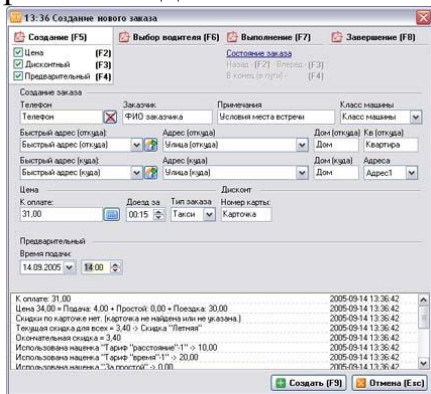 13:36 Создание нового заказа
Создание (F5) Выбор водителя (F6) Выполнение (F7) Завершение (F8)
Цена (F2) Состояние заказа
Дисконтный (F3) Назад - (F2) Вперед - (F3)
Предварительный (F4) В конец (в пути) - (F4)
Создание заказа
Телефон Заказчик Примечания Класс машины
Телефон ФИО заказчика Условия места встречи Класс машины
Быстрый адрес (откуда): Адрес (откуда) Дом (откуда) Кв (откуда)
Быстрый адрес (откуда) Улица (откуда) Дом Квартира
Быстрый адрес (куда): Адрес (куда) Дом (куда) Адреса
Быстрый адрес (куда) Улица (куда) Дом Адрес1
Цена Дисконт
К оплате: Доезд за Тип заказа Номер карты:
31,00 00:15 Такси Карточка
Предварительный
Время подачи:
14.09.2005 14:00
К оплате: 31,00 2005-09-14 13:36:42
Цена 34,00 = Подача: 4,00 + Простой: 0,00 + Поездка: 30,00 2005-09-14 13:36:42
Скидки по карточке нет. (карточка не найдена или не указана.) 2005-09-14 13:36:42
Текущая скидка для всех = 3,40 -> Скидка "Летняя" 2005-09-14 13:36:42
Окончательная скидка = 3,40 2005-09-14 13:36:42
Использована наценка "Тариф "расстояние"-1" -> 10,00 2005-09-14 13:36:42
Использована наценка "Тариф "время"-1" -> 20,00 2005-09-14 13:36:42
Использована наценка "За простой" -> 0,00 2005-09-14 13:36:42
Создать (F9) Отмена (Esc)